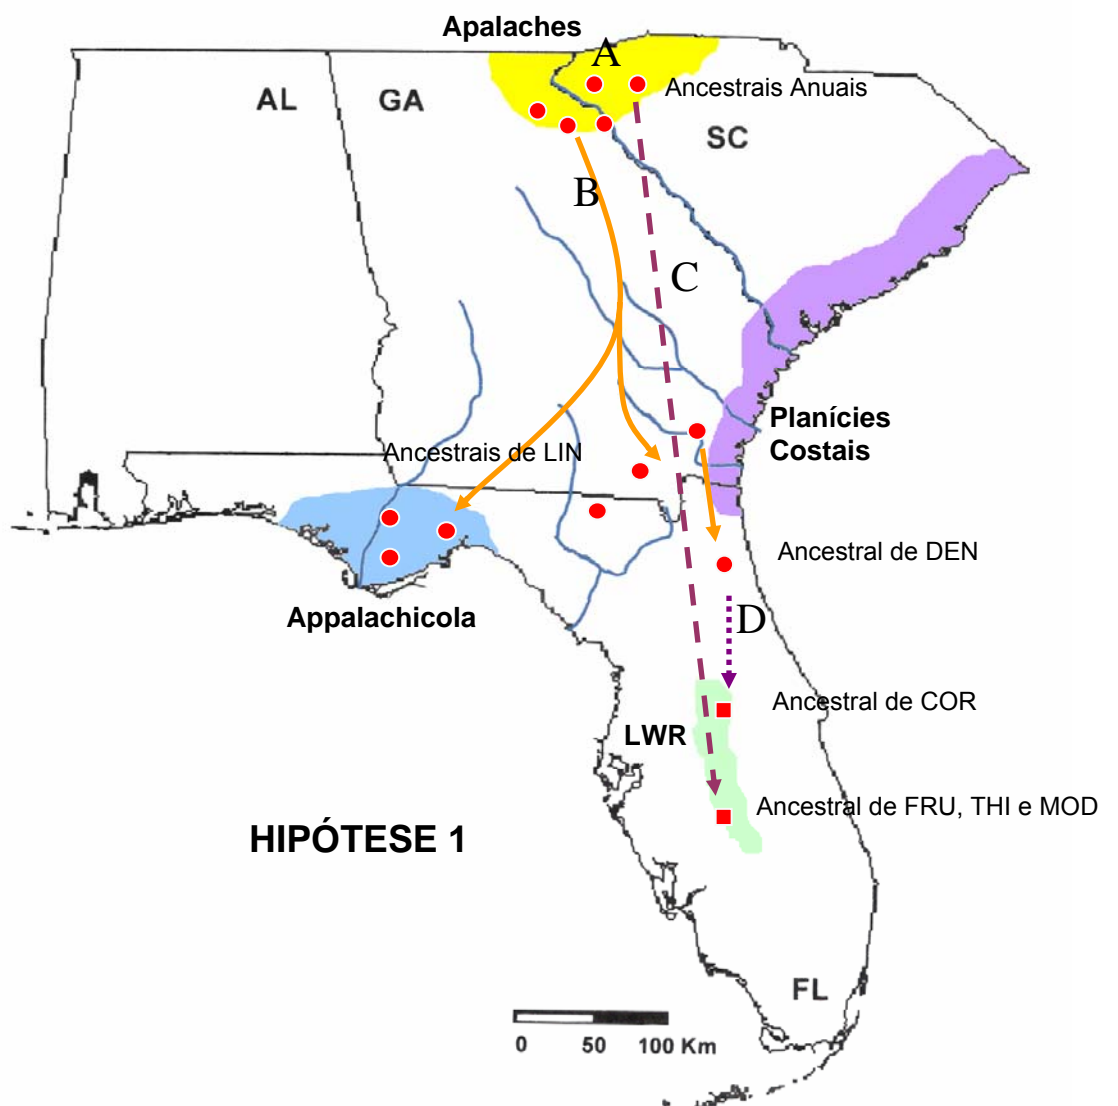 Apalaches
A
Ancestrais Anuais
AL
GA
SC
B
C
Planícies
Costais
Ancestrais de LIN
Ancestral de DEN
Appalachicola
D
Ancestral de COR
LWR
Ancestral de FRU, THI e MOD
HIPÓTESE 1
FL
0 50 100 Km